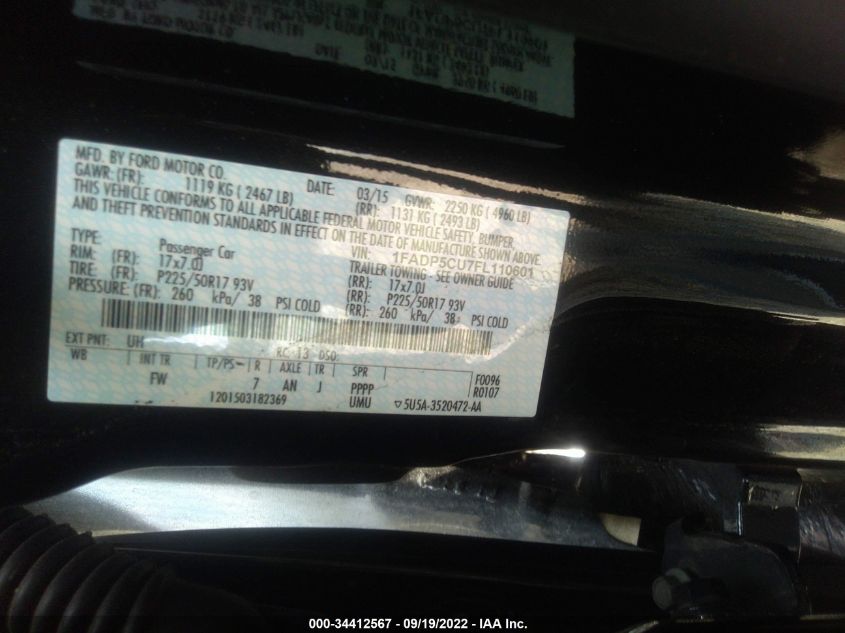 MFD. BY FORD MOTOR CO.
DATE: 03/15 GVWR: 2250 KG ( 4960 LB)
GAWR: (FR): 1119 KG ( 2467 LB) (RR): 1131 KG ( 2493 LB)
THIS VEHICLE CONFORMS TO ALL APPLICABLE FEDERAL MOTOR VEHICLE SAFETY, BUMPER,
AND THEFT PREVENTION STANDARDS IN EFFECT ON THE DATE OF MANUFACTURE SHOWN ABOVE.
VIN: 1FADP5CU7FL110601
TYPE: Passenger Car TRAILER TOWING - SEE OWNER GUIDE
RIM: (FR): 17x7.0J (RR): 17x7.0J
TIRE: (FR): P225/50R17 93V (RR): P225/50R17 93V
PRESSURE: (FR): 260 kPa/ 38 PSI COLD (RR): 260 kPa/ 38 PSI COLD
EXT PNT: UH RC: 13 DSO:
WB INT TR TP/PS R AXLE TR SPR
FW 7 AN J PPPP F0096
R0107
1201503182369 UMU ▽5U5A-3520472-AA
000-34412567 - 09/19/2022 - IAA Inc.